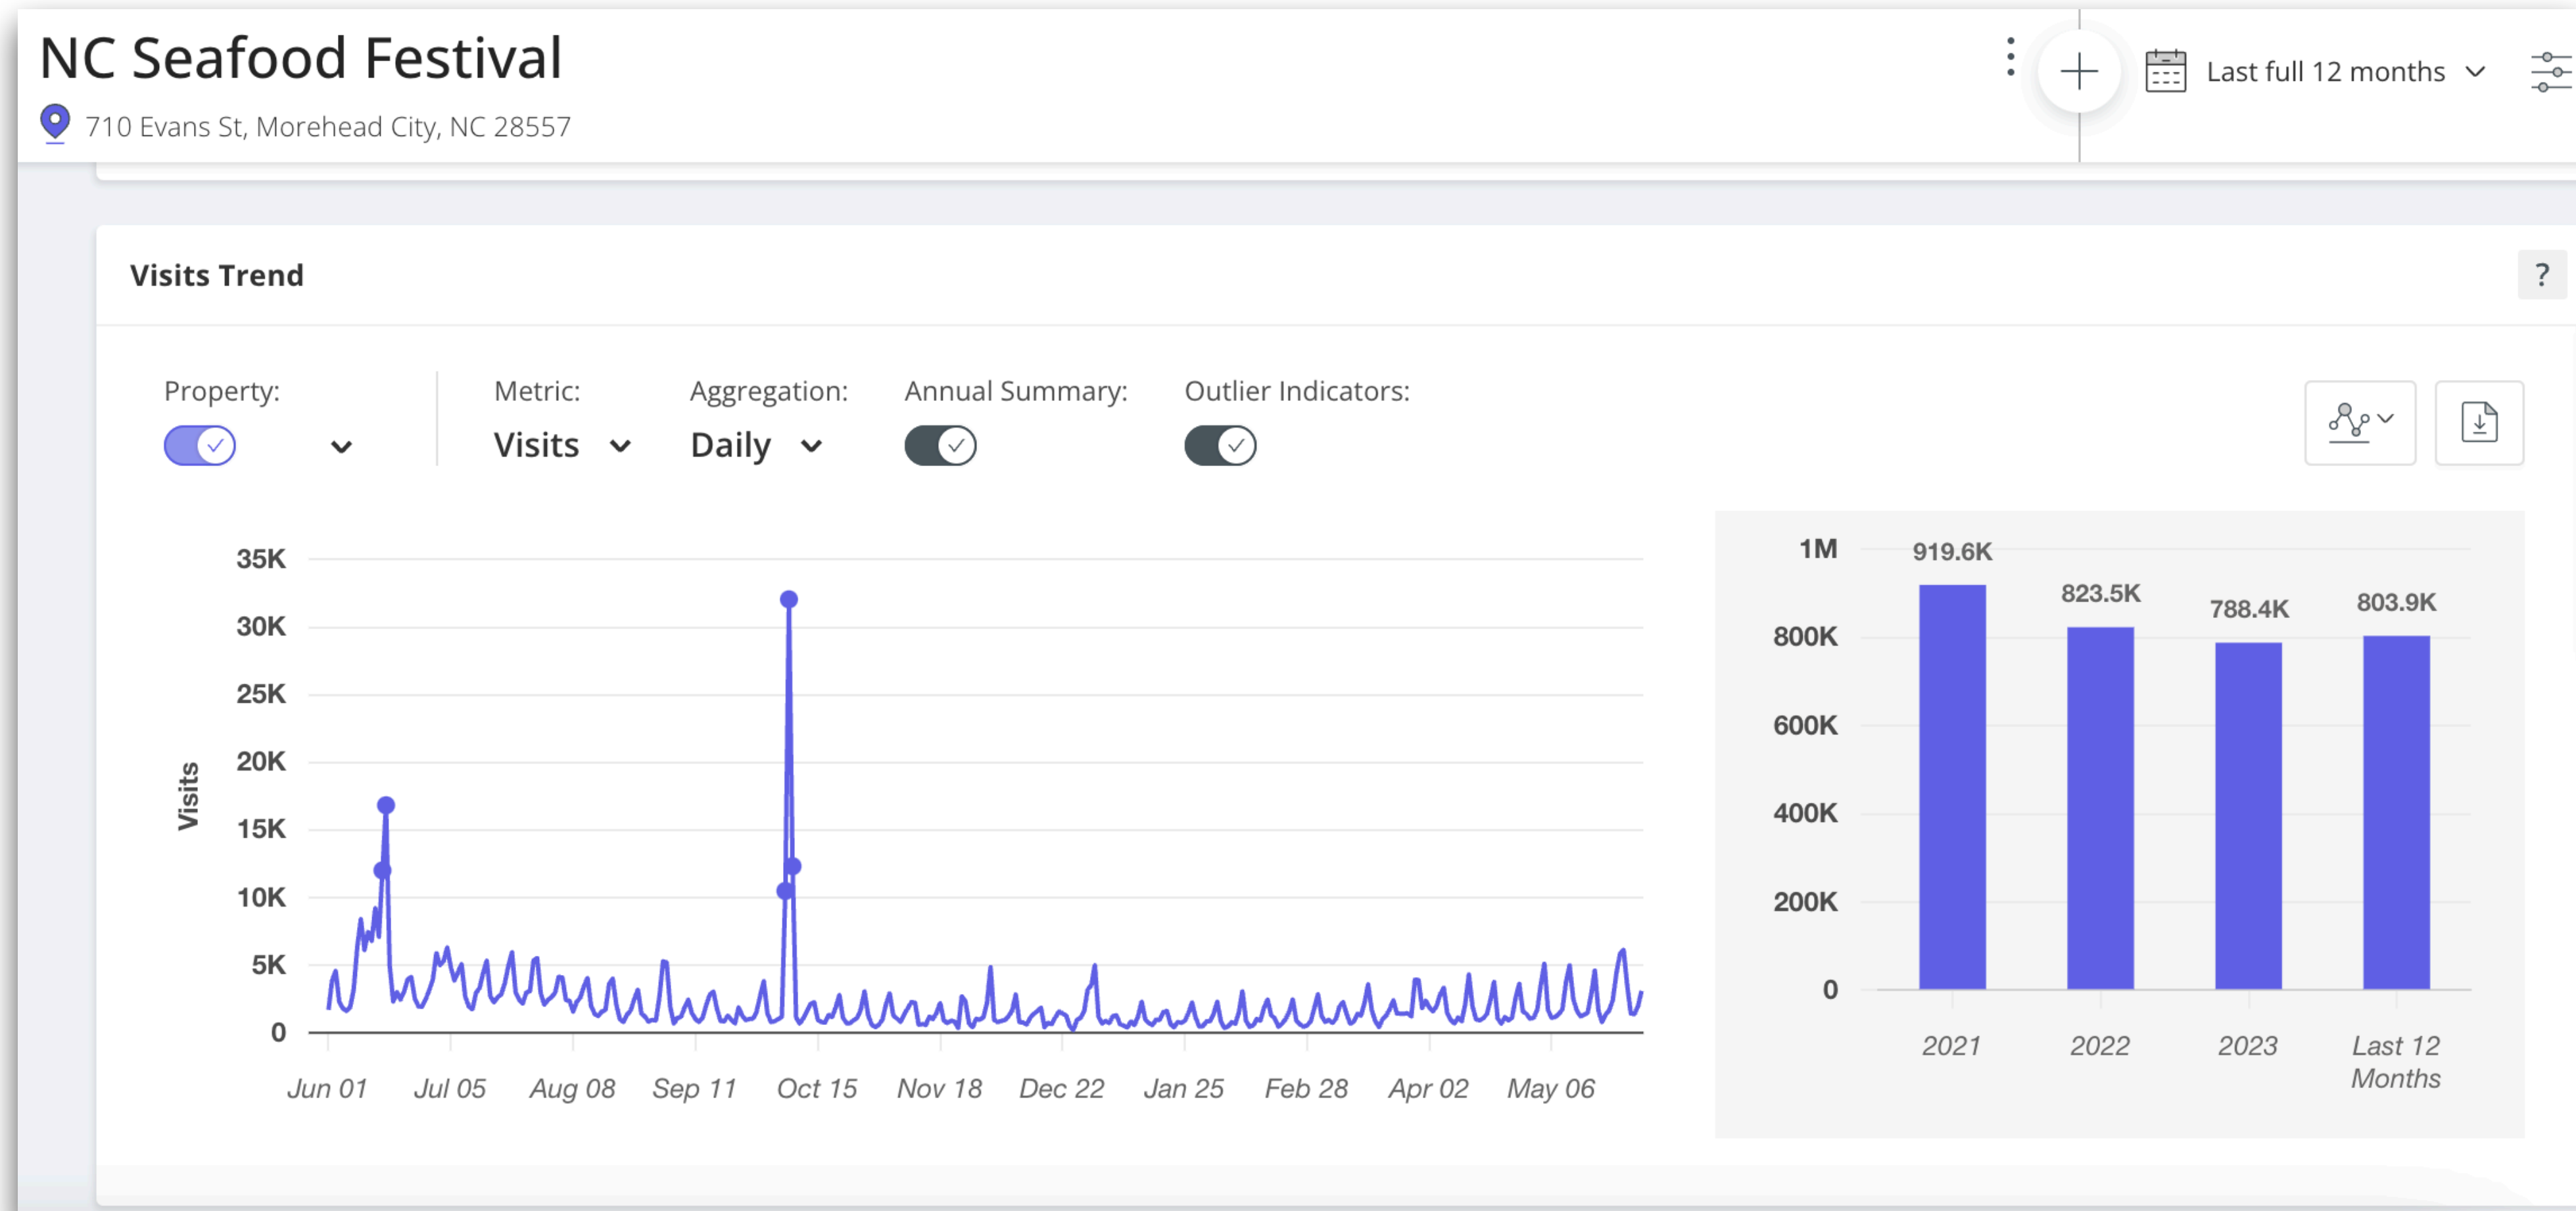 NC Seafood Festival
710 Evans St, Morehead City, NC 28557
Last full 12 months
Visits Trend
?
Property:
Metric:
Visits
Aggregation:
Daily
Annual Summary:
Outlier Indicators:
Visits
35K
30K
25K
20K
15K
10K
5K
0
Jun 01 Jul 05 Aug 08 Sep 11 Oct 15 Nov 18 Dec 22 Jan 25 Feb 28 Apr 02 May 06
1M
800K
600K
400K
200K
0
919.6K
823.5K
788.4K
803.9K
2021
2022
2023
Last 12
Months